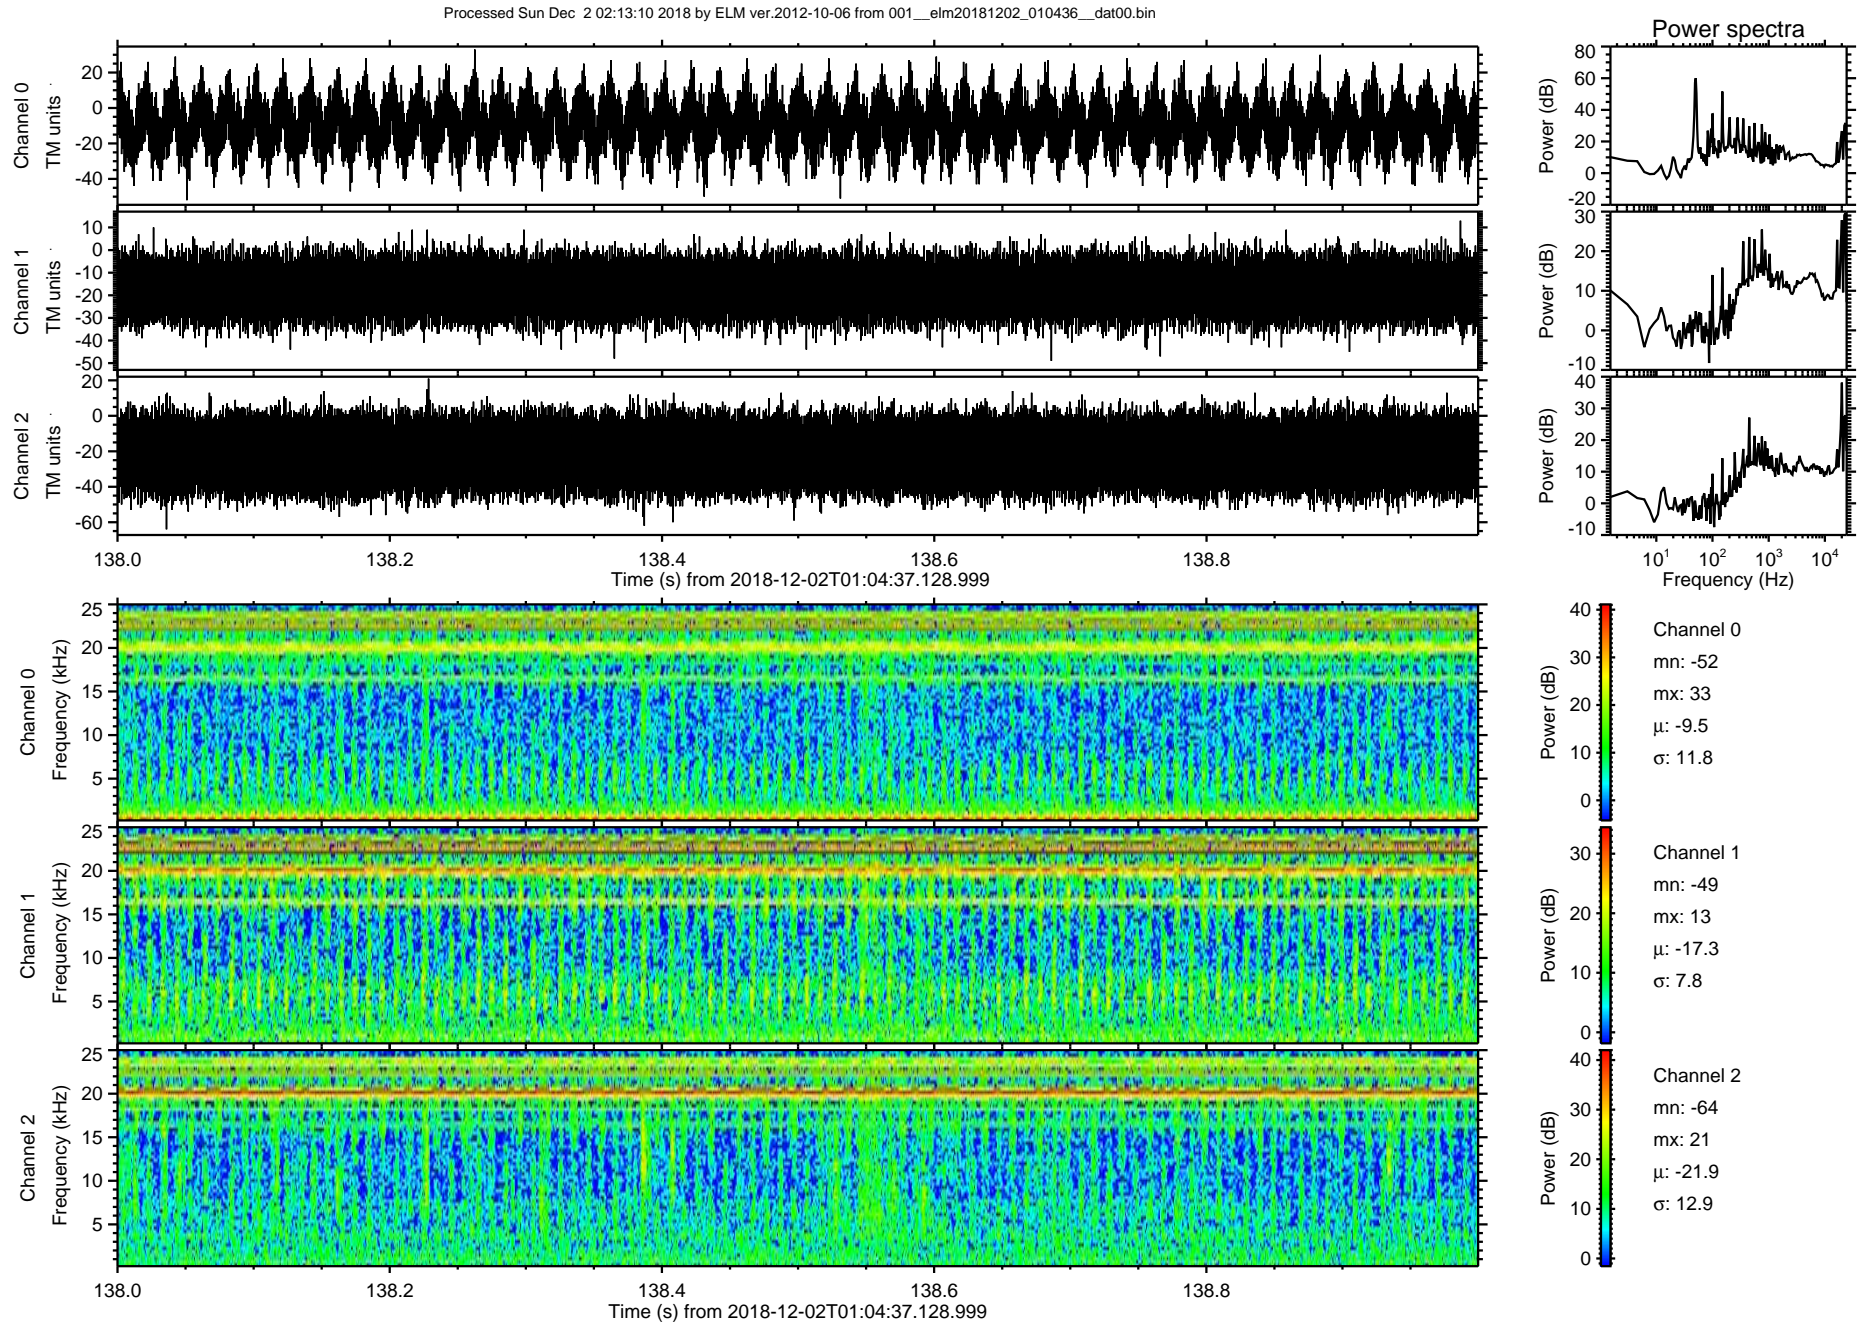 Processed Sun Dec  2 02:13:10 2018 by ELM ver.2012-10-06 from 001__elm20181202_010436__dat00.bin
Power spectra
Channel 0
TM units
20
0
-20
-40
Power (dB)
80
60
40
20
0
-20
Channel 1
TM units
10
0
-10
-20
-30
-40
-50
Power (dB)
30
20
10
0
-10
Channel 2
TM units
20
0
-20
-40
-60
Power (dB)
40
30
20
10
0
-10
138.0 138.2 138.4 138.6 138.8
Time (s) from 2018-12-02T01:04:37.128.999
10^1 10^2 10^3 10^4
Frequency (Hz)
Channel 0
Frequency (kHz)
25
20
15
10
5
Power (dB)
40
30
20
10
0
Channel 0
mn: -52
mx: 33
μ: -9.5
σ: 11.8
Channel 1
Frequency (kHz)
25
20
15
10
5
Power (dB)
30
20
10
0
Channel 1
mn: -49
mx: 13
μ: -17.3
σ: 7.8
Channel 2
Frequency (kHz)
25
20
15
10
5
Power (dB)
40
30
20
10
0
Channel 2
mn: -64
mx: 21
μ: -21.9
σ: 12.9
138.0 138.2 138.4 138.6 138.8
Time (s) from 2018-12-02T01:04:37.128.999